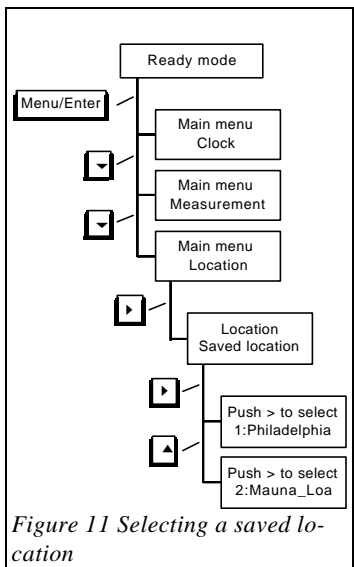 Ready mode
Menu/Enter
Main menu
Clock
Main menu
Measurement
Main menu
Location
Location
Saved location
Push > to select
1:Philadelphia
Push > to select
2:Mauna_Loa
Figure 11 Selecting a saved lo-
cation